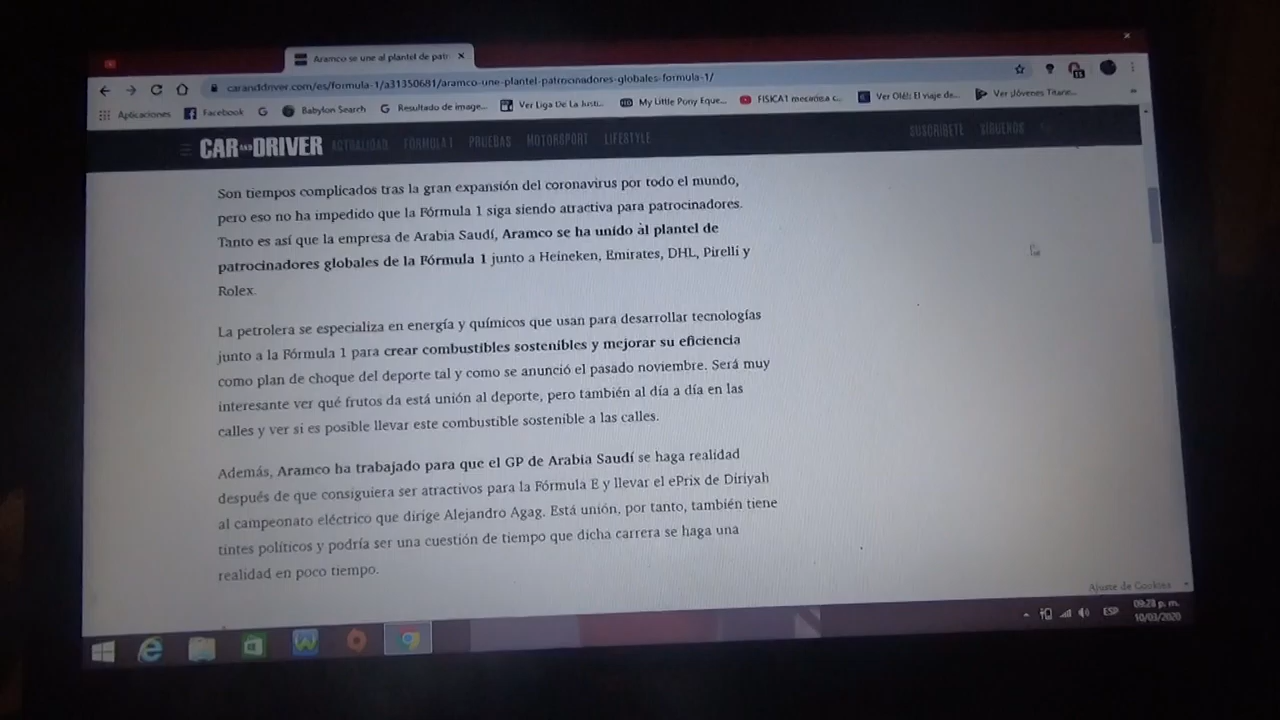 Aramco se une al plantel de patr
carandddriver.com/es/formula-1/a31350681/aramco-une-plantel-patrocinadores-globales-formula-1/
Aplicaciones Facebook Babylon Search Resultado de image... Ver Liga De La Justi... My Little Pony Eque... FISICA1 mecánica c... Ver Olé!: El viaje de... Ver ¡Jóvenes Titane...
CAR AND DRIVER ACTUALIDAD FÓRMULA 1 PRUEBAS MOTORSPORT LIFESTYLE SUSCRÍBETE SÍGUENOS
Son tiempos complicados tras la gran expansión del coronavirus por todo el mundo,
pero eso no ha impedido que la Fórmula 1 siga siendo atractiva para patrocinadores.
Tanto es así que la empresa de Arabia Saudí, Aramco se ha unido al plantel de
patrocinadores globales de la Fórmula 1 junto a Heineken, Emirates, DHL, Pirelli y
Rolex.
La petrolera se especializa en energía y químicos que usan para desarrollar tecnologías
junto a la Fórmula 1 para crear combustibles sostenibles y mejorar su eficiencia
como plan de choque del deporte tal y como se anunció el pasado noviembre. Será muy
interesante ver qué frutos da está unión al deporte, pero también al día a día en las
calles y ver si es posible llevar este combustible sostenible a las calles.
Además, Aramco ha trabajado para que el GP de Arabia Saudí se haga realidad
después de que consiguiera ser atractivos para la Fórmula E y llevar el ePrix de Diriyah
al campeonato eléctrico que dirige Alejandro Agag. Está unión, por tanto, también tiene
tintes políticos y podría ser una cuestión de tiempo que dicha carrera se haga una
realidad en poco tiempo.
Ajuste de Cookies
ESP
09:28 p. m.
10/03/2020